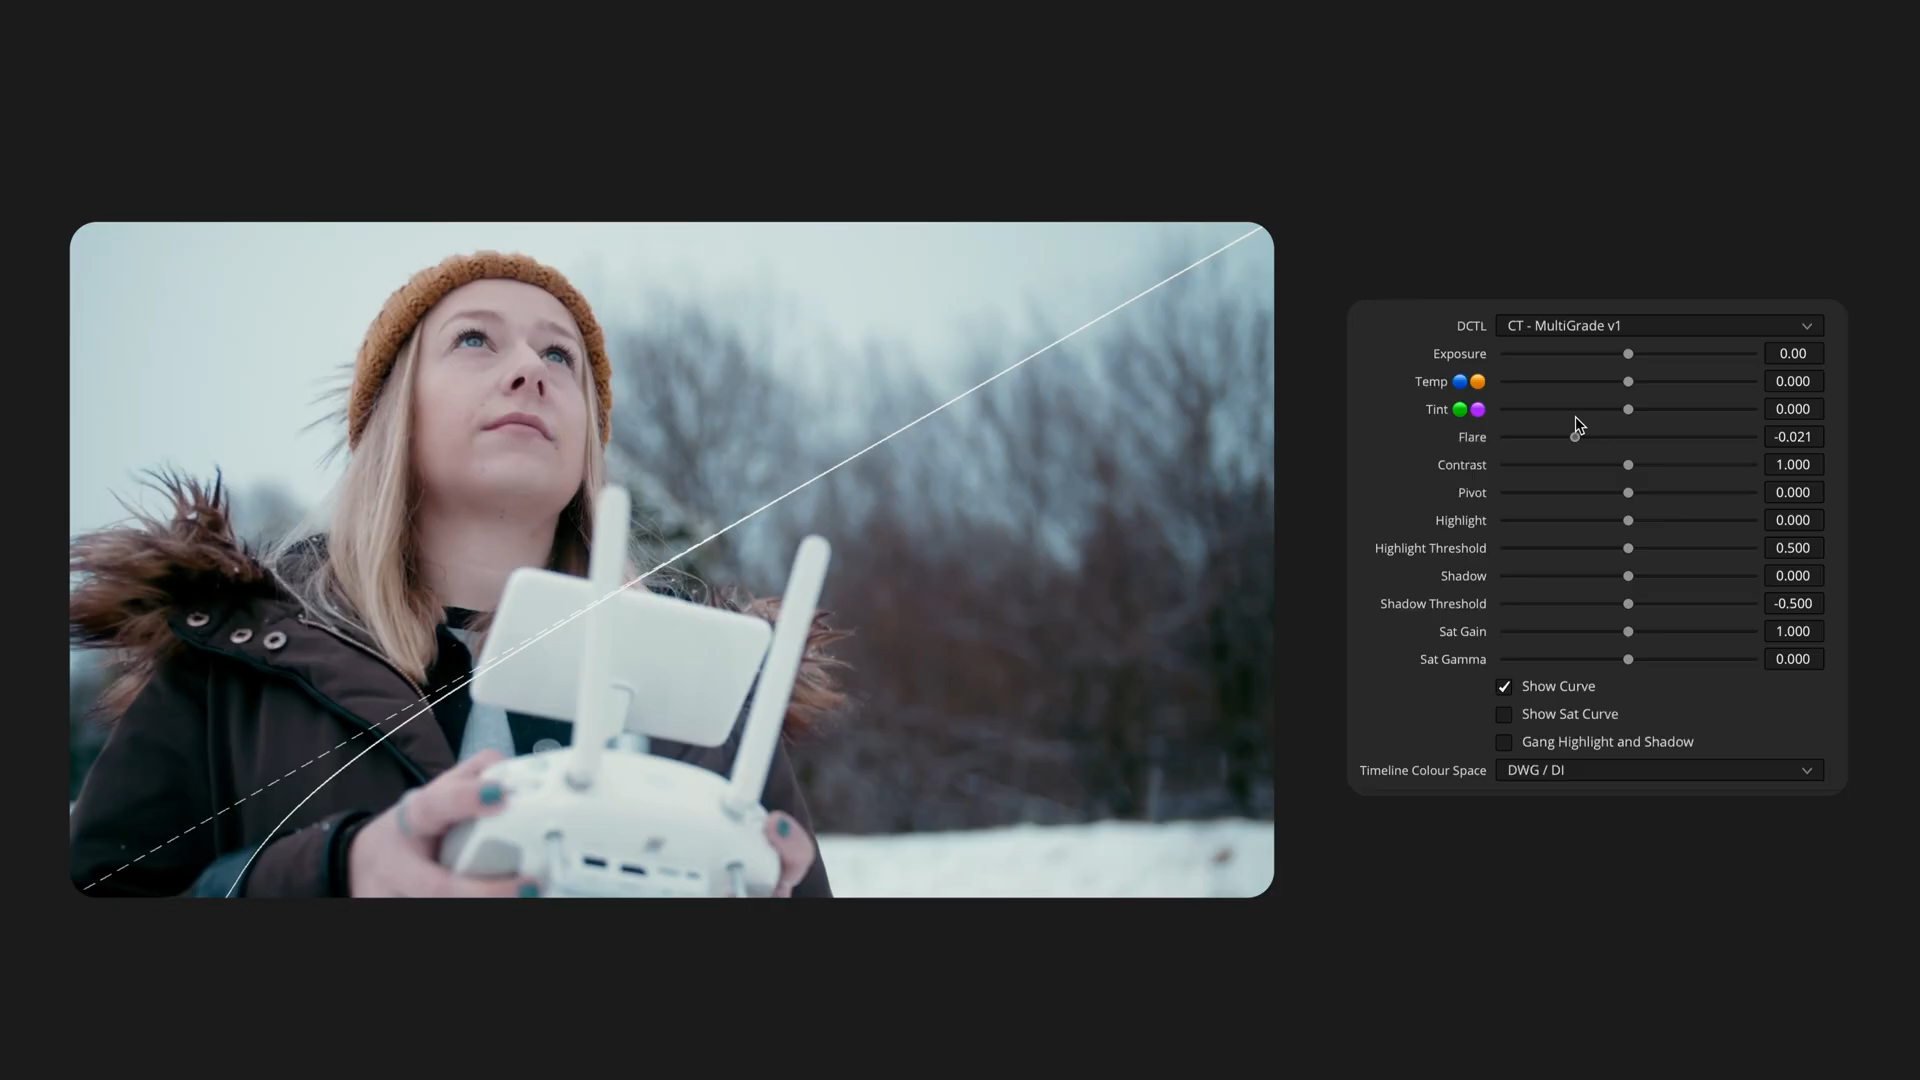 DCTL CT - MultiGrade v1
Exposure 0.00
Temp 0.000
Tint 0.000
Flare -0.021
Contrast 1.000
Pivot 0.000
Highlight 0.000
Highlight Threshold 0.500
Shadow 0.000
Shadow Threshold -0.500
Sat Gain 1.000
Sat Gamma 0.000
Show Curve
Show Sat Curve
Gang Highlight and Shadow
Timeline Colour Space DWG / DI